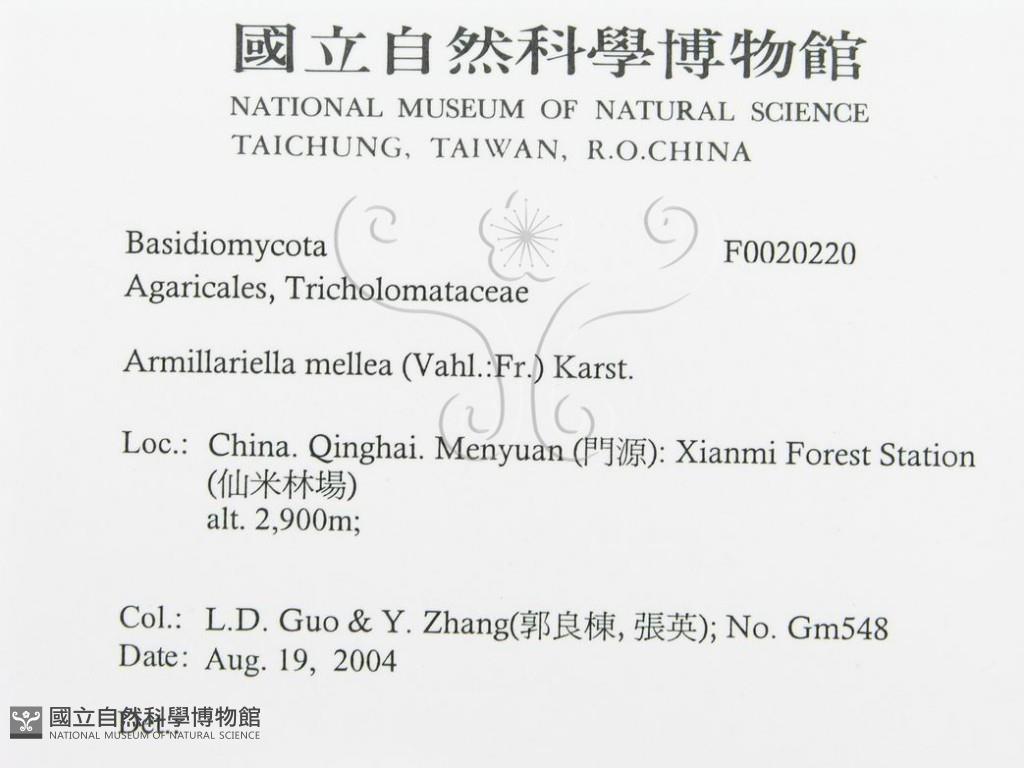 國立自然科學博物館
NATIONAL MUSEUM OF NATURAL SCIENCE
TAICHUNG, TAIWAN, R.O.CHINA
Basidiomycota F0020220
Agaricales, Tricholomataceae
Armillariella mellea (Vahl.:Fr.) Karst.
Loc.: China. Qinghai. Menyuan (門源): Xianmi Forest Station
(仙米林場)
alt. 2,900m;
Col.: L.D. Guo & Y. Zhang(郭良棟, 張英); No. Gm548
Date: Aug. 19, 2004
Det.:
國立自然科學博物館
NATIONAL MUSEUM OF NATURAL SCIENCE